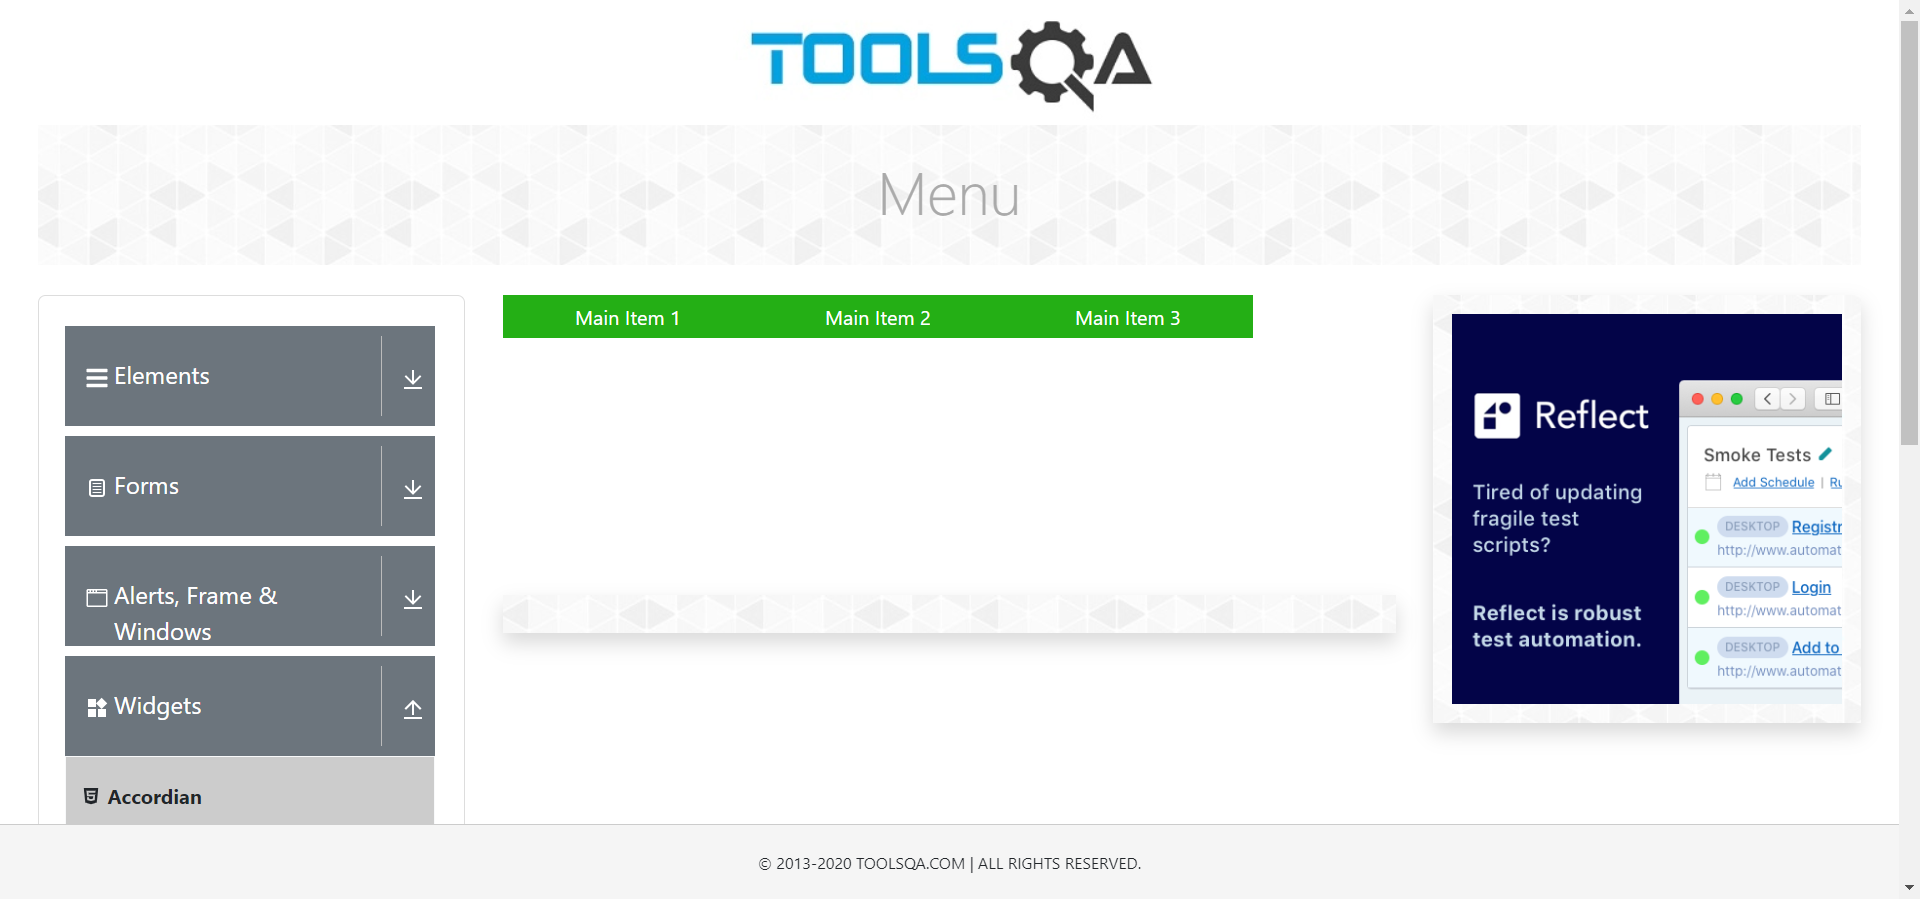 TOOLSQA
Menu
Elements
Forms
Alerts, Frame &
Windows
Widgets
Accordian
Main Item 1
Main Item 2
Main Item 3
Reflect
Tired of updating
fragile test
scripts?
Reflect is robust
test automation.
Smoke Tests
Add Schedule | Ru
DESKTOP Registr
http://www.automat
DESKTOP Login
http://www.automat
DESKTOP Add to
http://www.automat
© 2013-2020 TOOLSQA.COM | ALL RIGHTS RESERVED.